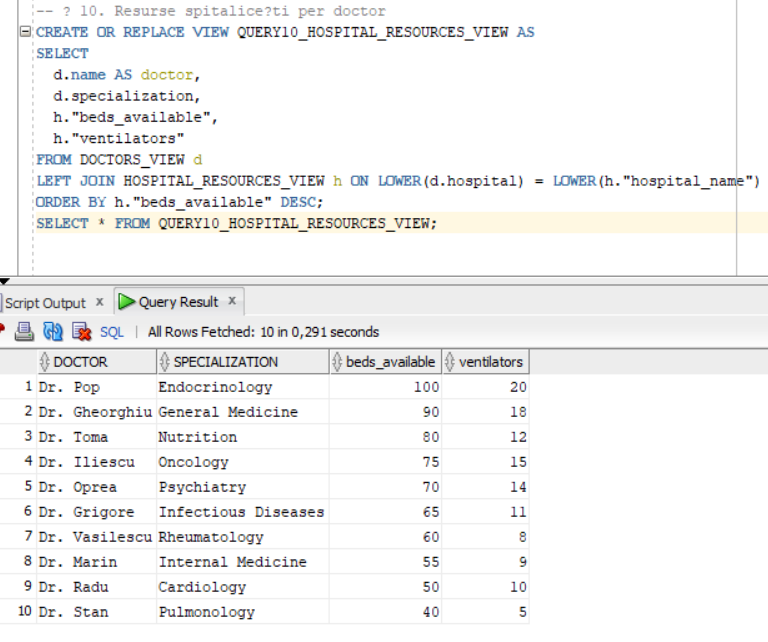 -- ? 10. Resurse spitalice?ti per doctor
CREATE OR REPLACE VIEW QUERY10_HOSPITAL_RESOURCES_VIEW AS
SELECT
d.name AS doctor,
d.specialization,
h."beds_available",
h."ventilators"
FROM DOCTORS_VIEW d
LEFT JOIN HOSPITAL_RESOURCES_VIEW h ON LOWER(d.hospital) = LOWER(h."hospital_name")
ORDER BY h."beds_available" DESC;
SELECT * FROM QUERY10_HOSPITAL_RESOURCES_VIEW;
Script Output x Query Result x
SQL | All Rows Fetched: 10 in 0,291 seconds
DOCTOR SPECIALIZATION beds_available ventilators
1 Dr. Pop Endocrinology 100 20
2 Dr. Gheorghiu General Medicine 90 18
3 Dr. Toma Nutrition 80 12
4 Dr. Iliescu Oncology 75 15
5 Dr. Oprea Psychiatry 70 14
6 Dr. Grigore Infectious Diseases 65 11
7 Dr. Vasilescu Rheumatology 60 8
8 Dr. Marin Internal Medicine 55 9
9 Dr. Radu Cardiology 50 10
10 Dr. Stan Pulmonology 40 5